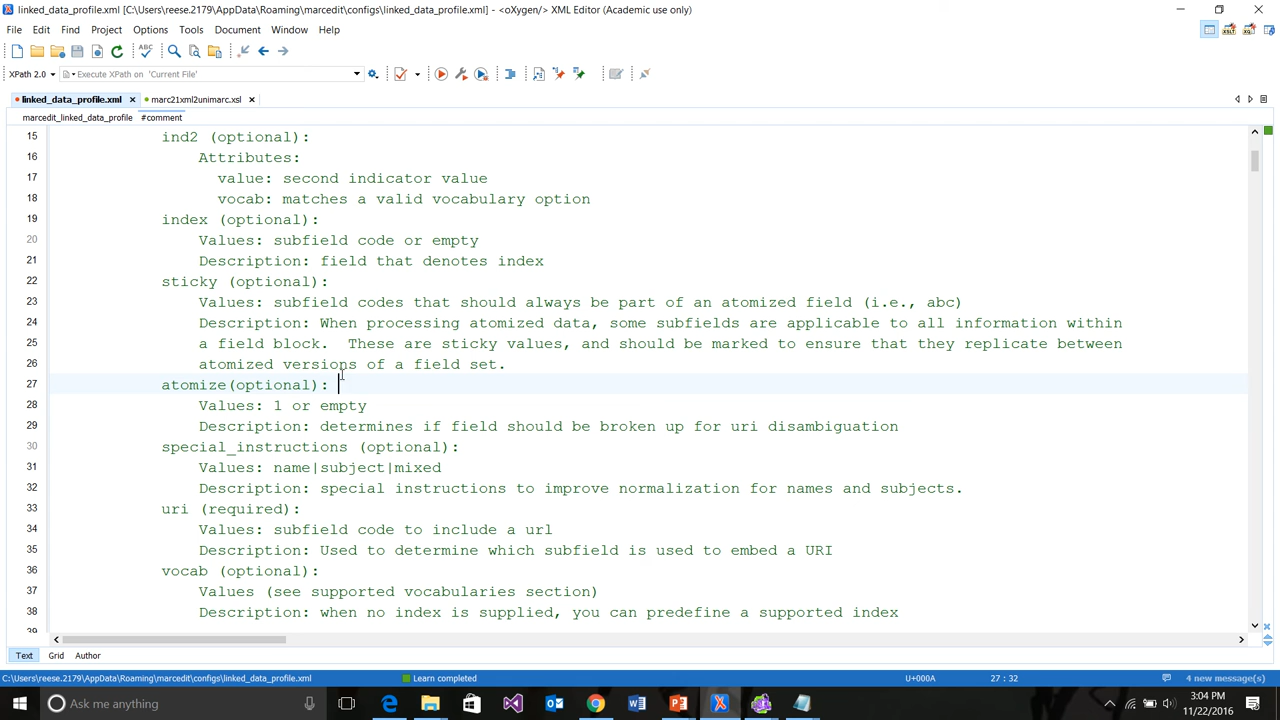 linked_data_profile.xml [C:\Users\reese.2179\AppData\Roaming\marcedit\configs\linked_data_profile.xml] - <oXygen/> XML Editor (Academic use only)
File Edit Find Project Options Tools Document Window Help
XPath 2.0 Execute XPath on 'Current File'
linked_data_profile.xml marc21xml2unimarc.xsl
marcedit_linked_data_profile #comment
15 ind2 (optional):
16 Attributes:
17 value: second indicator value
18 vocab: matches a valid vocabulary option
19 index (optional):
20 Values: subfield code or empty
21 Description: field that denotes index
22 sticky (optional):
23 Values: subfield codes that should always be part of an atomized field (i.e., abc)
24 Description: When processing atomized data, some subfields are applicable to all information within
25 a field block. These are sticky values, and should be marked to ensure that they replicate between
26 atomized versions of a field set.
27 atomize(optional):
28 Values: 1 or empty
29 Description: determines if field should be broken up for uri disambiguation
30 special_instructions (optional):
31 Values: name|subject|mixed
32 Description: special instructions to improve normalization for names and subjects.
33 uri (required):
34 Values: subfield code to include a url
35 Description: Used to determine which subfield is used to embed a URI
36 vocab (optional):
37 Values (see supported vocabularies section)
38 Description: when no index is supplied, you can predefine a supported index
39
Text Grid Author
C:\Users\reese.2179\AppData\Roaming\marcedit\configs\linked_data_profile.xml Learn completed U+000A 27 : 32 4 new message(s)
Ask me anything
3:04 PM
11/22/2016